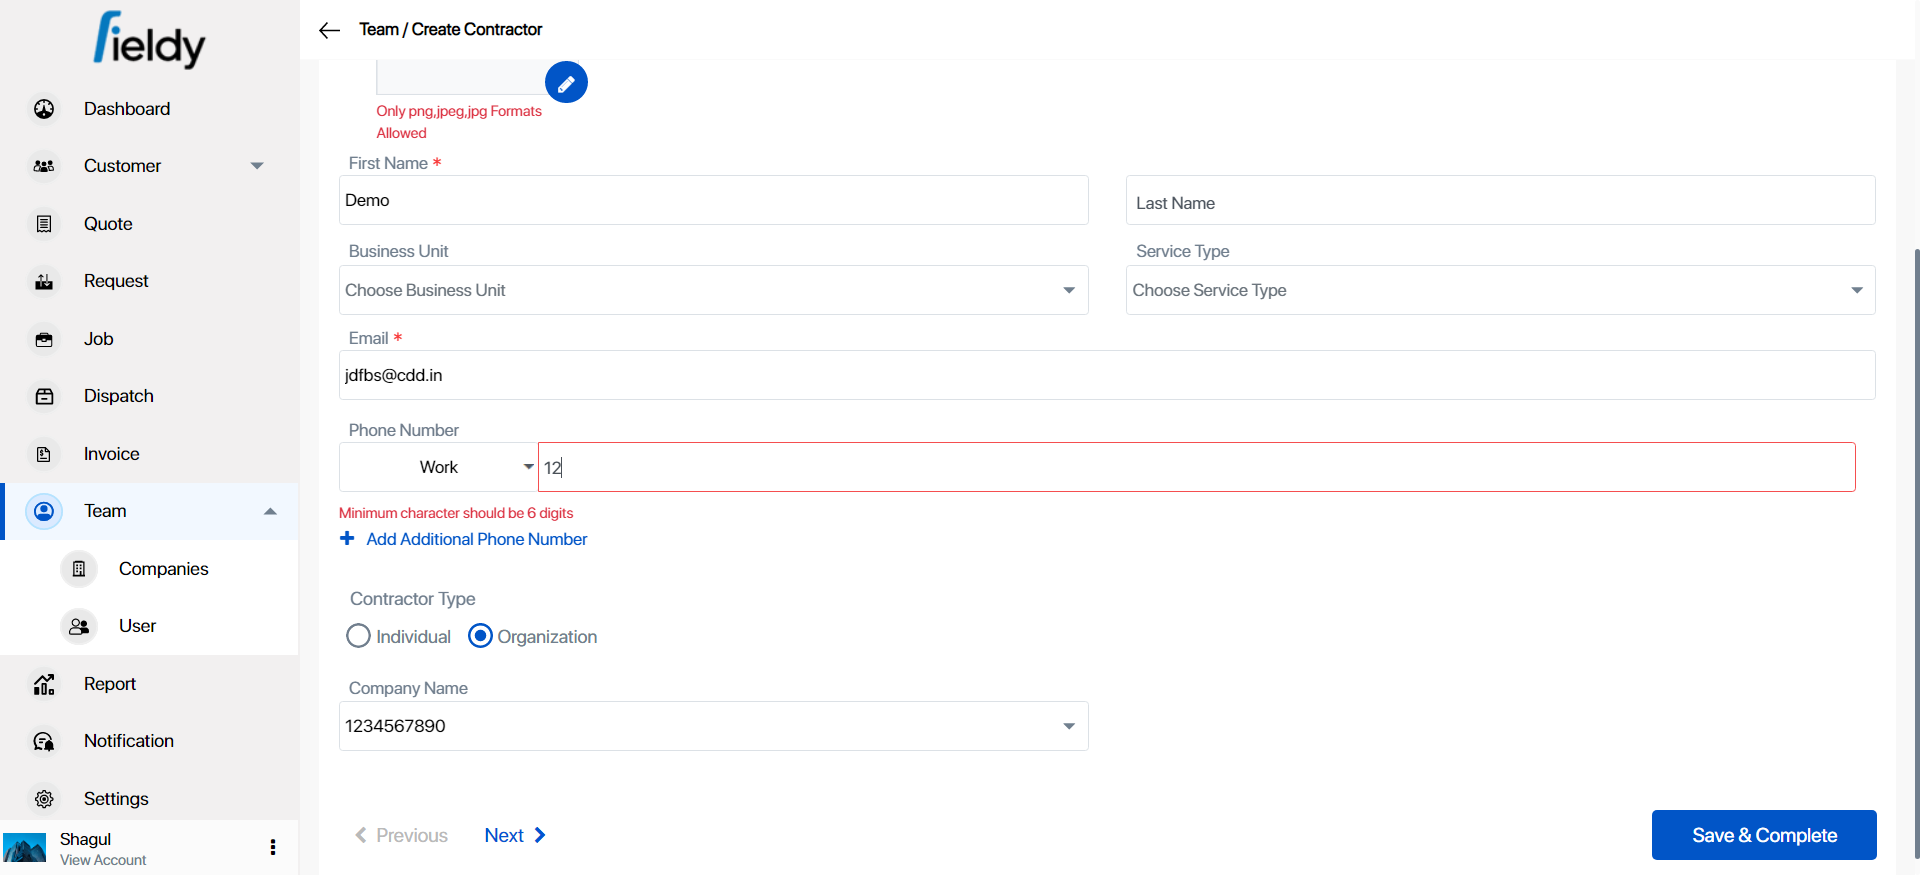 Fieldy
Dashboard
Customer
Quote
Request
Job
Dispatch
Invoice
Team
Companies
User
Report
Notification
Settings
Shagul
View Account
Team / Create Contractor
Only png,jpeg,jpg Formats
Allowed
First Name *
Demo
Last Name
Business Unit
Service Type
Choose Business Unit
Choose Service Type
Email *
jdfbs@cdd.in
Phone Number
Work
12
Minimum character should be 6 digits
+ Add Additional Phone Number
Contractor Type
Individual
Organization
Company Name
1234567890
Previous
Next
Save & Complete